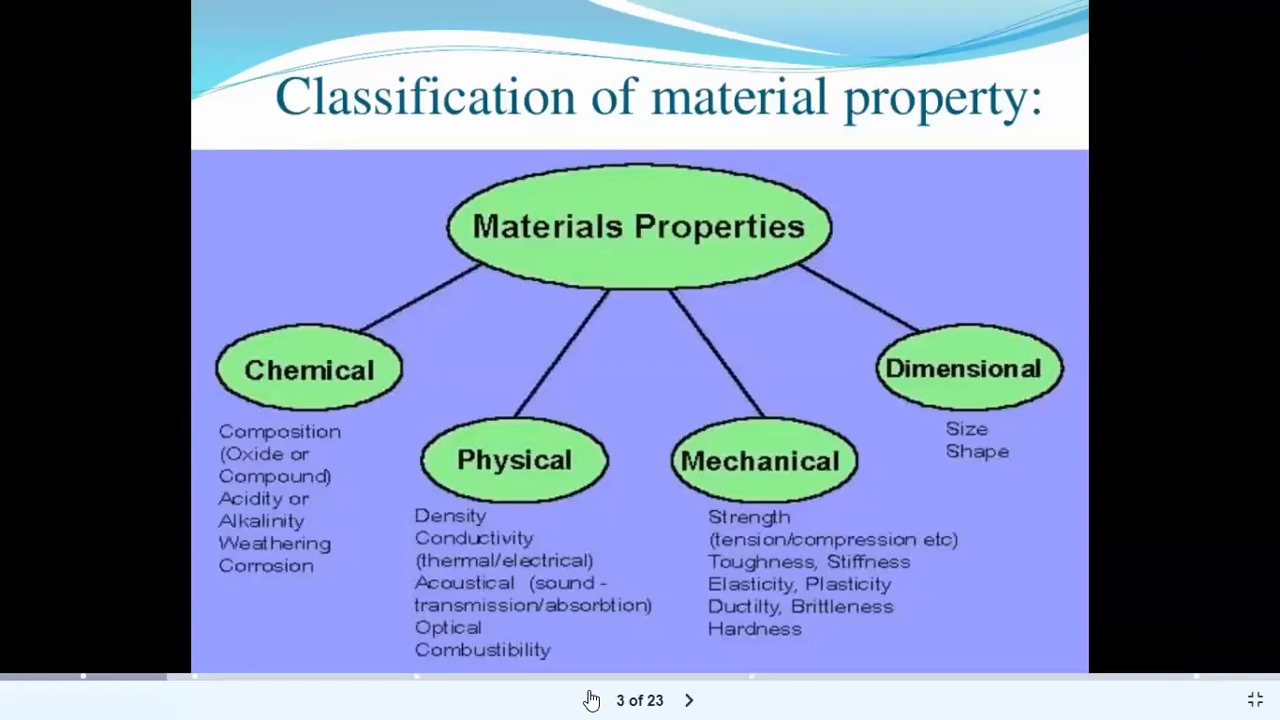 Classification of material property:
Materials Properties
Chemical
Composition
(Oxide or
Compound)
Acidity or
Alkalinity
Weathering
Corrosion
Physical
Density
Conductivity
(thermal/electrical)
Acoustical (sound -
transmission/absorbtion)
Optical
Combustibility
Mechanical
Strength
(tension/compression etc)
Toughness, Stiffness
Elasticity, Plasticity
Ductilty, Brittleness
Hardness
Dimensional
Size
Shape
3 of 23